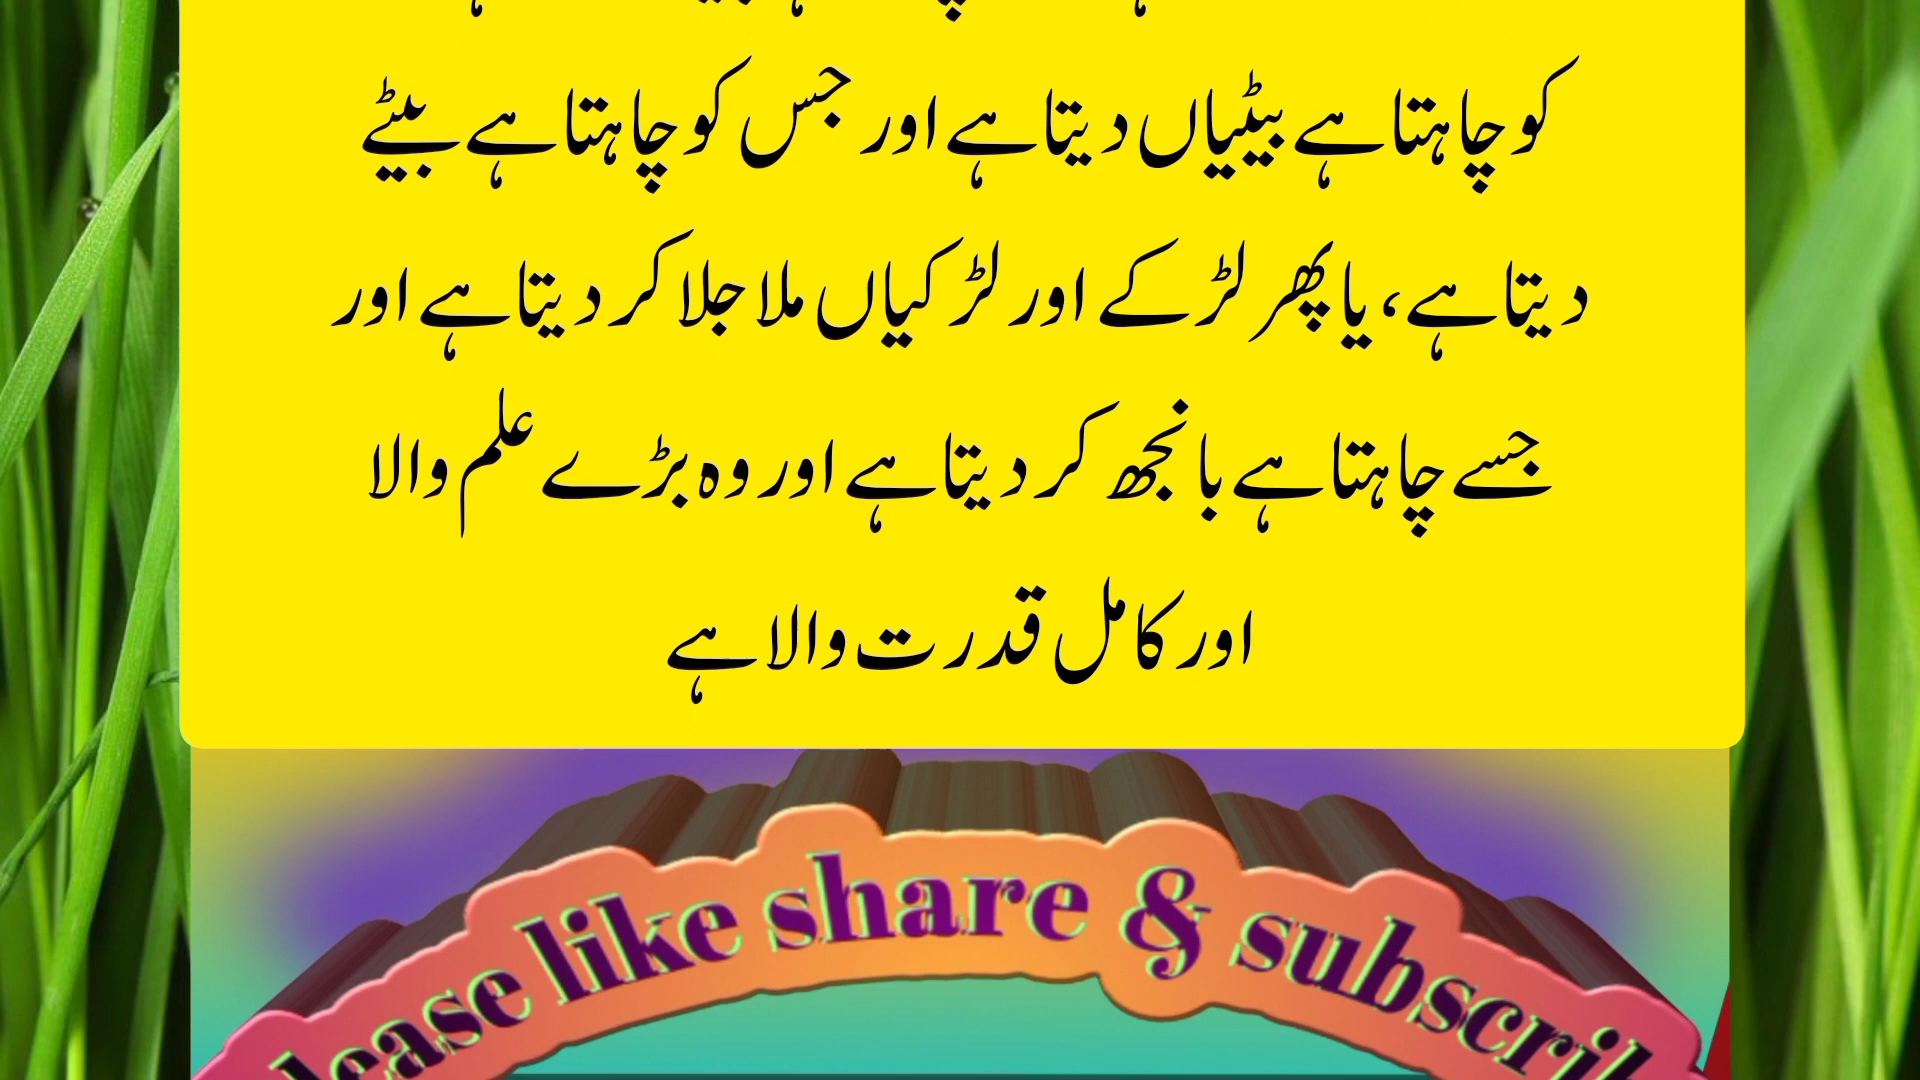 کو چاہتا ہے بیٹیاں دیتا ہے اور جس کو چاہتا ہے بیٹے
دیتا ہے، یا پھر لڑکے اور لڑکیاں ملا جلا کر دیتا ہے اور
جسے چاہتا ہے بانجھ کر دیتا ہے اور وہ بڑے علم والا
اور کامل قدرت والا ہے
lease like share & subscrib